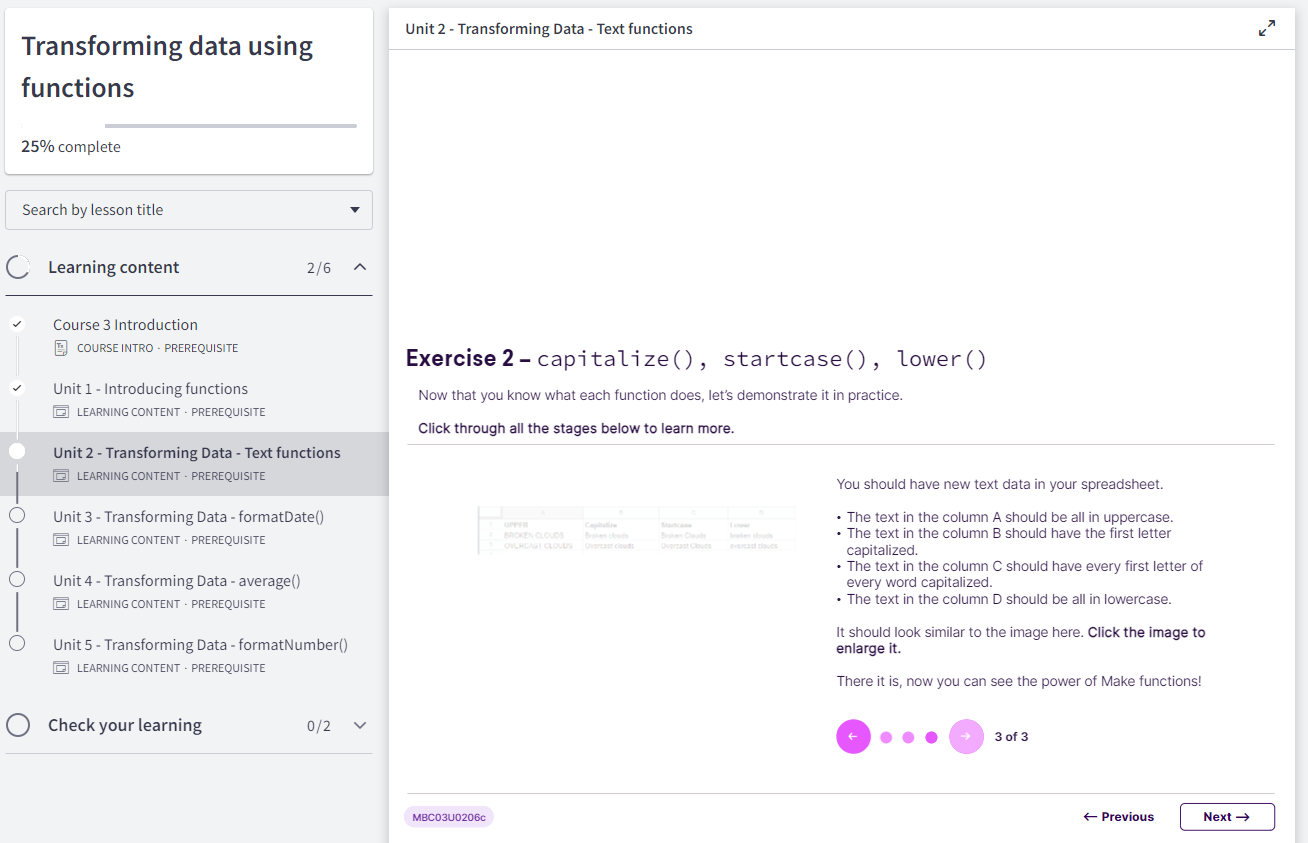 Transforming data using
functions
25% complete
Search by lesson title
Learning content 2/6
Course 3 Introduction
COURSE INTRO · PREREQUISITE
Unit 1 - Introducing functions
LEARNING CONTENT · PREREQUISITE
Unit 2 - Transforming Data - Text functions
LEARNING CONTENT · PREREQUISITE
Unit 3 - Transforming Data - formatDate()
LEARNING CONTENT · PREREQUISITE
Unit 4 - Transforming Data - average()
LEARNING CONTENT · PREREQUISITE
Unit 5 - Transforming Data - formatNumber()
LEARNING CONTENT · PREREQUISITE
Check your learning 0/2
Unit 2 - Transforming Data - Text functions
Exercise 2 – capitalize(), startcase(), lower()
Now that you know what each function does, let's demonstrate it in practice.
Click through all the stages below to learn more.
UPPER Capitalize Startcase Lower
BROKEN CLOUDS Broken clouds Broken Clouds broken clouds
OVERCAST CLOUDS Overcast clouds Overcast Clouds overcast clouds
You should have new text data in your spreadsheet.
• The text in the column A should be all in uppercase.
• The text in the column B should have the first letter
capitalized.
• The text in the column C should have every first letter of
every word capitalized.
• The text in the column D should be all in lowercase.
It should look similar to the image here. Click the image to
enlarge it.
There it is, now you can see the power of Make functions!
← → 3 of 3
MBC03U0206c
← Previous Next →